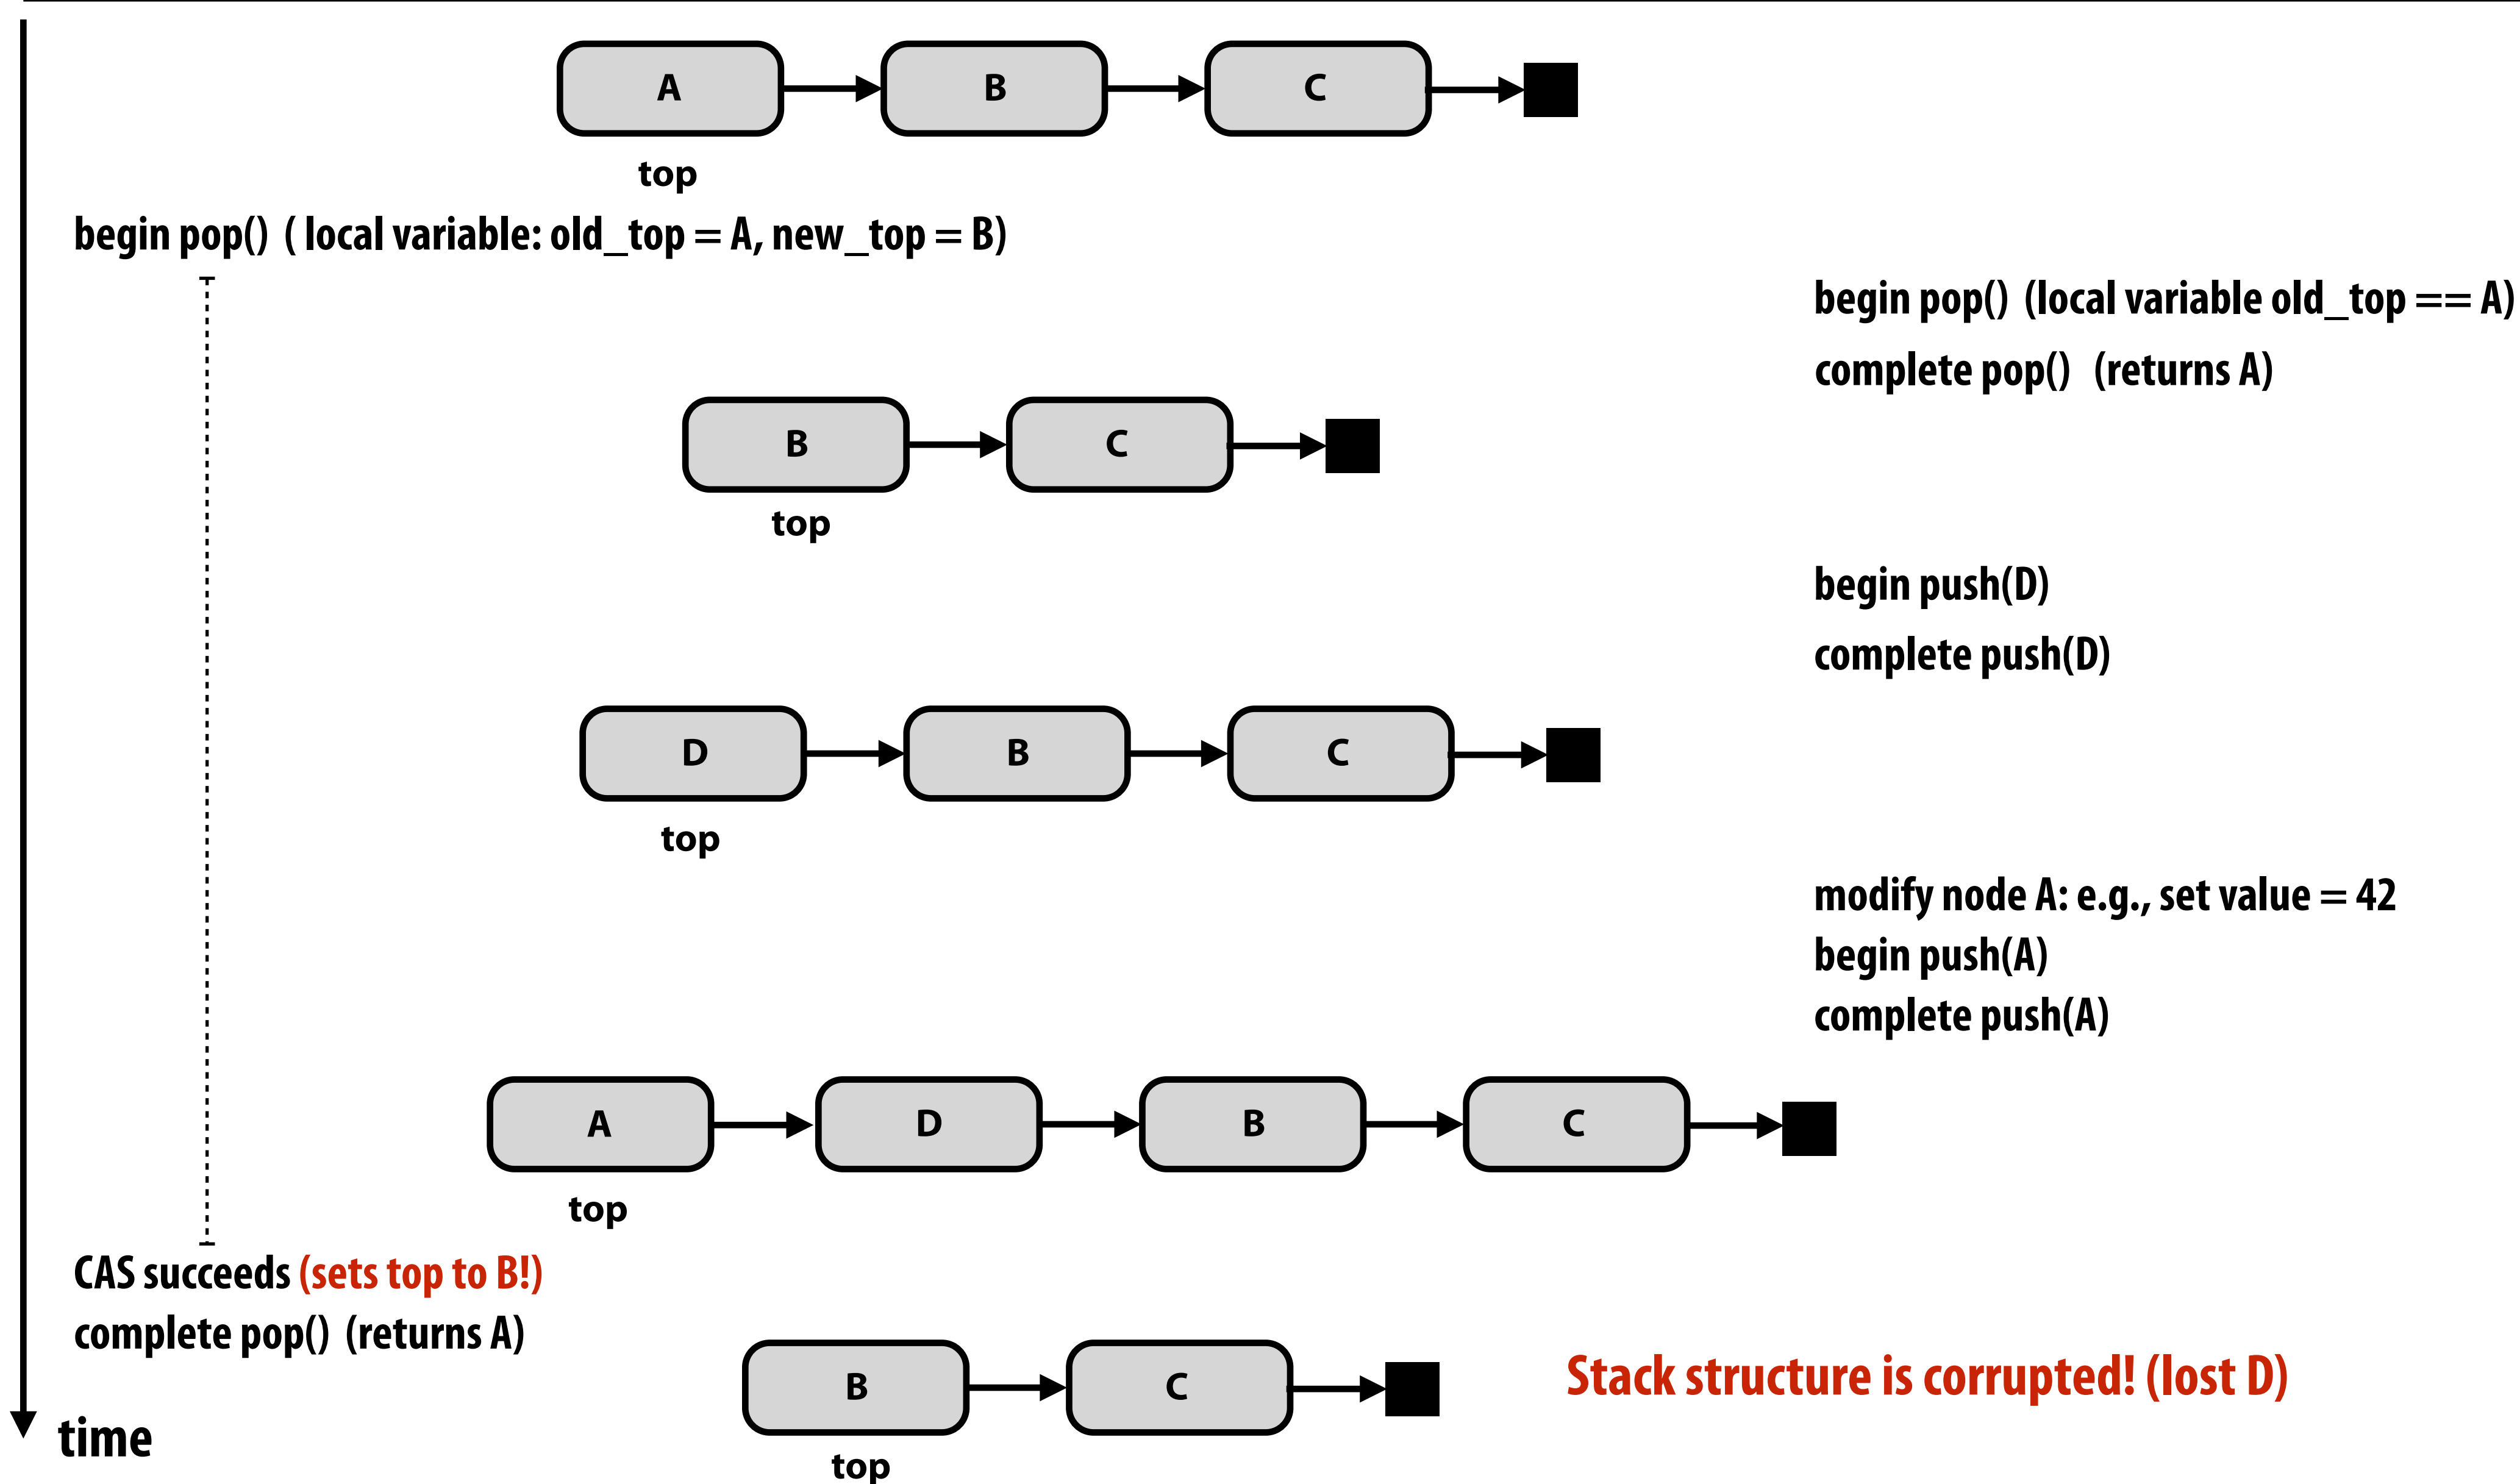 A B C
top
begin pop() ( local variable: old_top = A, new_top = B)
begin pop() (local variable old_top == A)
complete pop() (returns A)
B C
top
begin push(D)
complete push(D)
D B C
top
modify node A: e.g., set value = 42
begin push(A)
complete push(A)
A D B C
top
CAS succeeds (sets top to B!)
complete pop() (returns A)
B C
Stack structure is corrupted! (lost D)
time
top